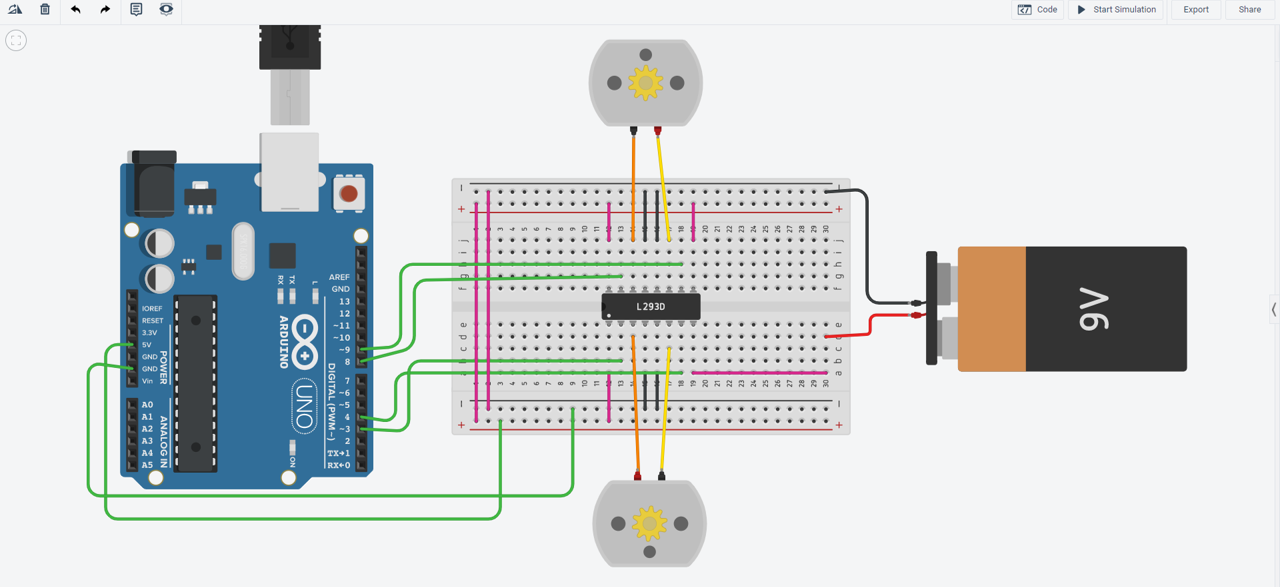 Code
Start Simulation
Export
Share
AREF
GND
13
12
~11
~10
~9
8
7
~6
~5
4
~3
2
TX→1
RX←0
IOREF
RESET
3.3V
5V
GND
GND
Vin
A0
A1
A2
A3
A4
A5
POWER
ANALOG IN
RX
TX
L
ARDUINO
UNO
DIGITAL (PWM~)
ON
L293D
9V